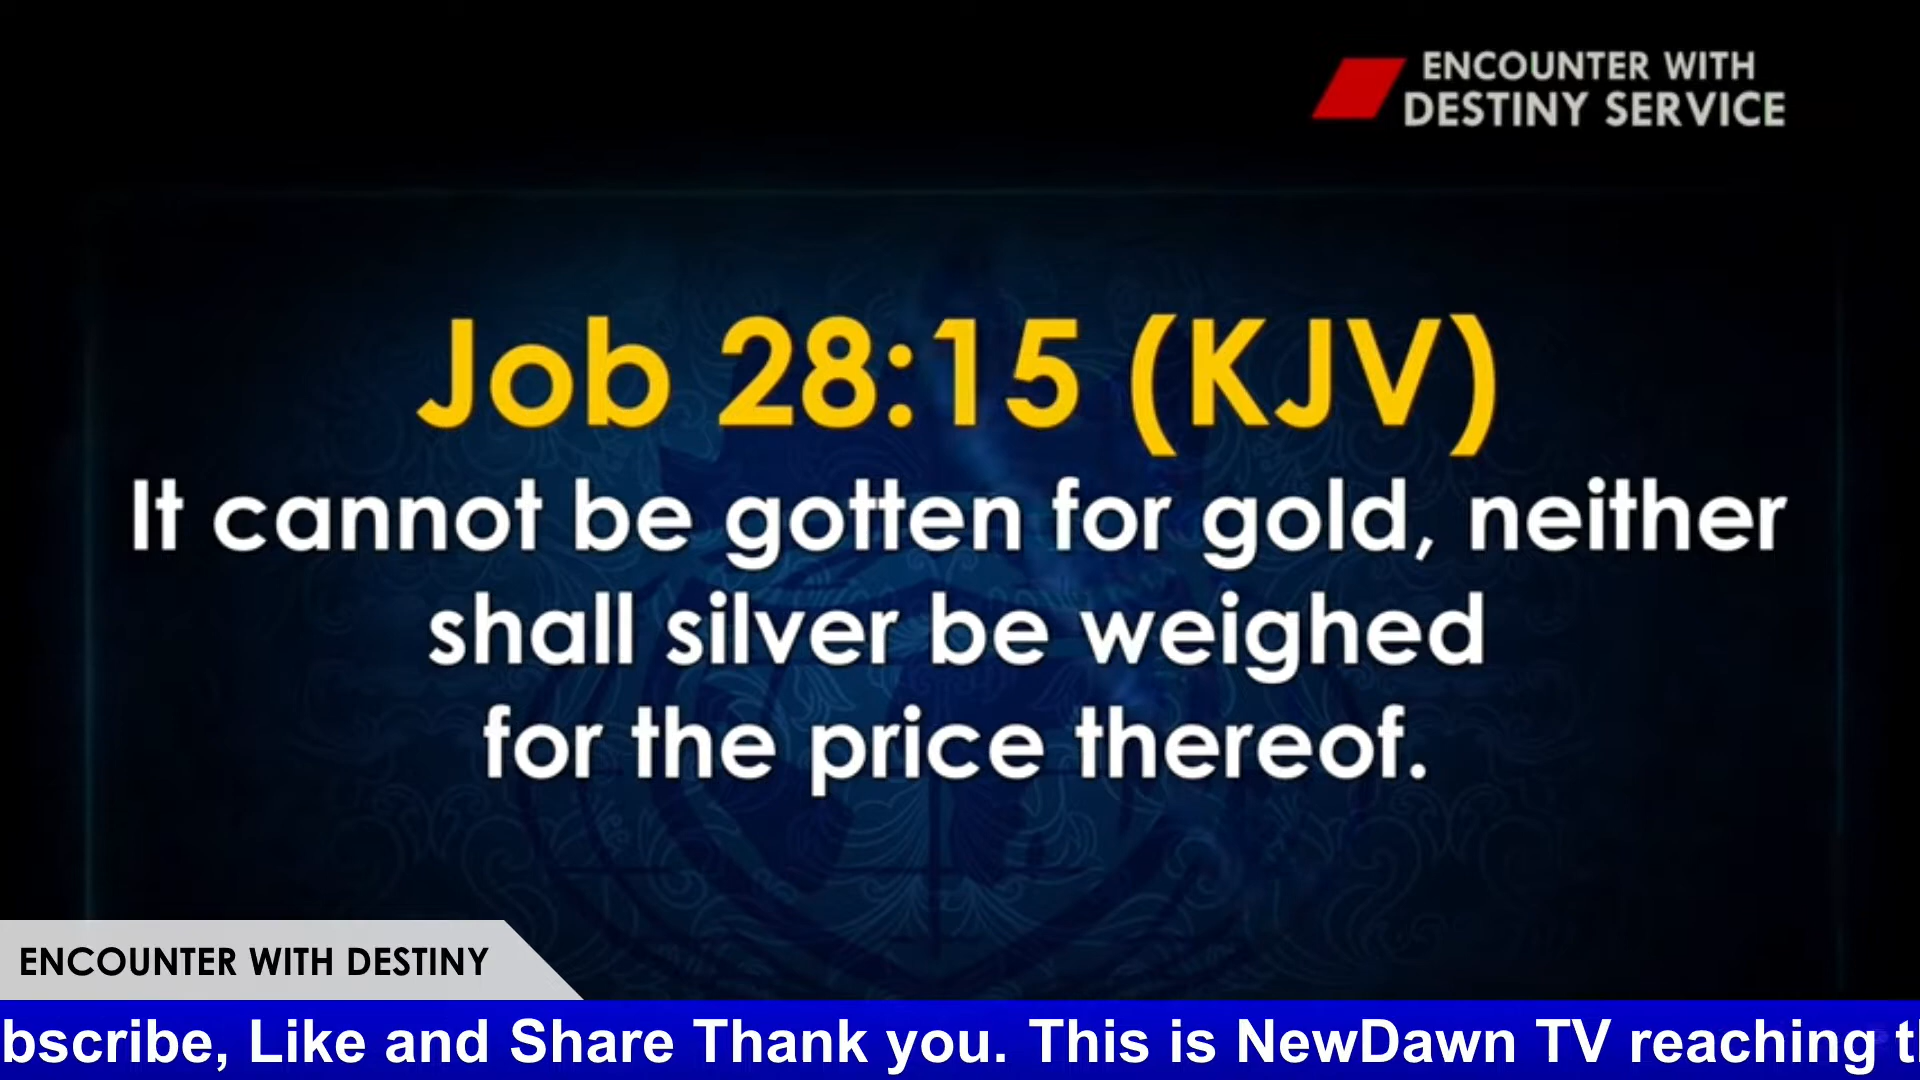 ENCOUNTER WITH
DESTINY SERVICE
Job 28:15 (KJV)
It cannot be gotten for gold, neither
shall silver be weighed
for the price thereof.
ENCOUNTER WITH DESTINY
bscribe, Like and Share Thank you. This is NewDawn TV reaching